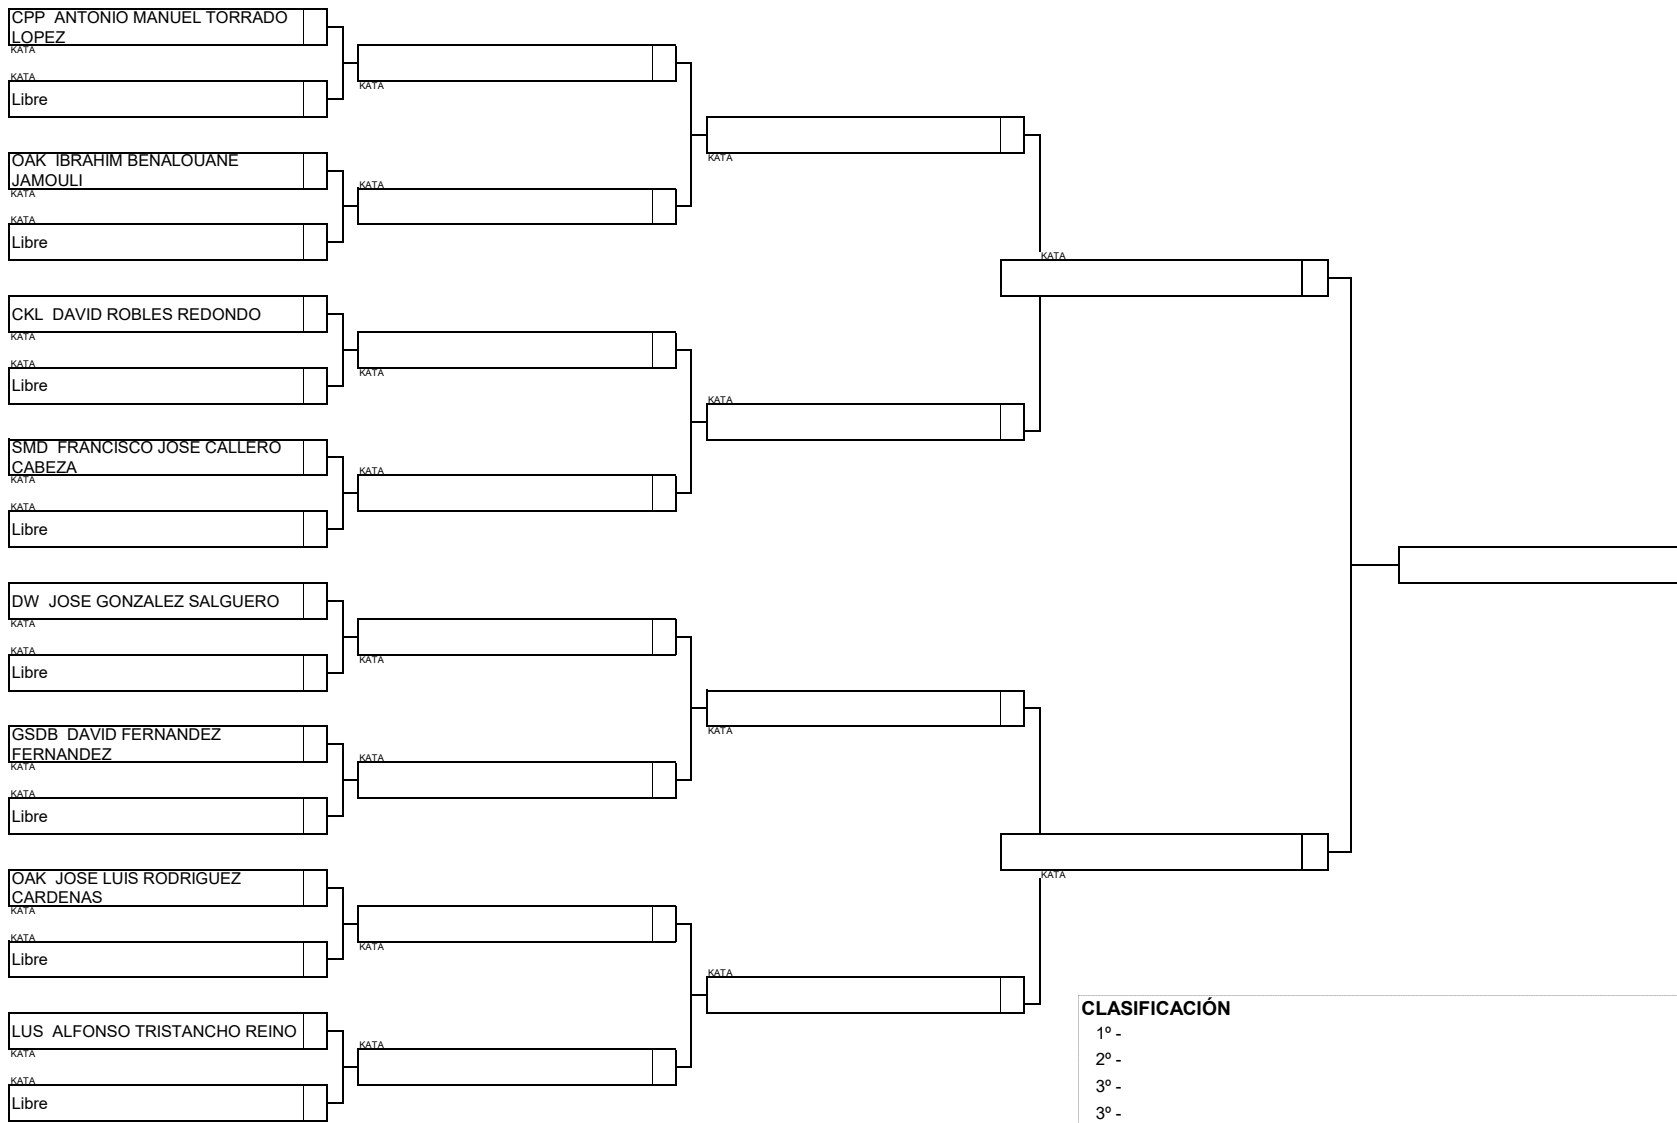 CPP ANTONIO MANUEL TORRADO
LOPEZ
KATA
KATA
Libre
OAK IBRAHIM BENALOUANE
JAMOULI
KATA
KATA
Libre
CKL DAVID ROBLES REDONDO
KATA
KATA
Libre
SMD FRANCISCO JOSE CALLERO
CABEZA
KATA
KATA
Libre
DW JOSE GONZALEZ SALGUERO
KATA
KATA
Libre
GSDB DAVID FERNANDEZ
FERNANDEZ
KATA
KATA
Libre
OAK JOSE LUIS RODRIGUEZ
CARDENAS
KATA
KATA
Libre
LUS ALFONSO TRISTANCHO REINO
KATA
KATA
Libre
KATA
KATA
KATA
KATA
KATA
KATA
KATA
KATA
KATA
KATA
KATA
KATA
KATA
KATA
CLASIFICACIÓN
1º -
2º -
3º -
3º -